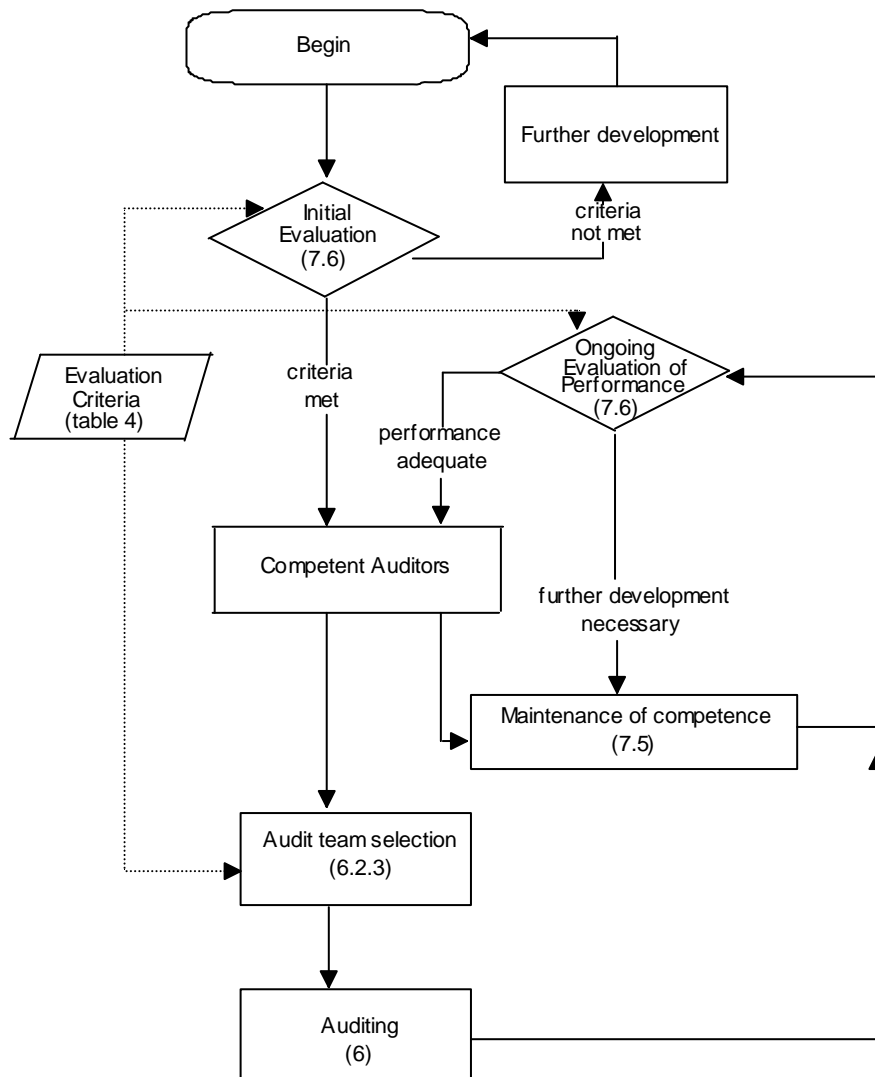 Begin
Further development
criteria
not met
Initial
Evaluation
(7.6)
Evaluation
Criteria
(table 4)
criteria
met
Ongoing
Evaluation of
Performance
(7.6)
performance
adequate
Competent Auditors
further development
necessary
Maintenance of competence
(7.5)
Audit team selection
(6.2.3)
Auditing
(6)